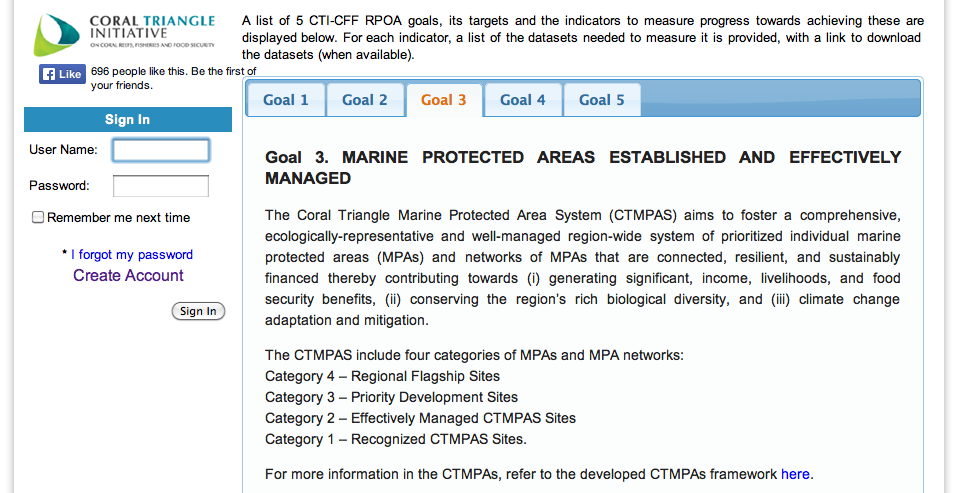 CORAL TRIANGLE
INITIATIVE
ON CORAL REEFS, FISHERIES AND FOOD SECURITY
Like
696 people like this. Be the first of
your friends.
Sign In
User Name:
Password:
Remember me next time
* I forgot my password
Create Account
Sign In
A list of 5 CTI-CFF RPOA goals, its targets and the indicators to measure progress towards achieving these are
displayed below. For each indicator, a list of the datasets needed to measure it is provided, with a link to download
the datasets (when available).
Goal 1 Goal 2 Goal 3 Goal 4 Goal 5
Goal 3. MARINE PROTECTED AREAS ESTABLISHED AND EFFECTIVELY
MANAGED
The Coral Triangle Marine Protected Area System (CTMPAS) aims to foster a comprehensive,
ecologically-representative and well-managed region-wide system of prioritized individual marine
protected areas (MPAs) and networks of MPAs that are connected, resilient, and sustainably
financed thereby contributing towards (i) generating significant, income, livelihoods, and food
security benefits, (ii) conserving the region's rich biological diversity, and (iii) climate change
adaptation and mitigation.
The CTMPAS include four categories of MPAs and MPA networks:
Category 4 – Regional Flagship Sites
Category 3 – Priority Development Sites
Category 2 – Effectively Managed CTMPAS Sites
Category 1 – Recognized CTMPAS Sites.
For more information in the CTMPAs, refer to the developed CTMPAs framework here.